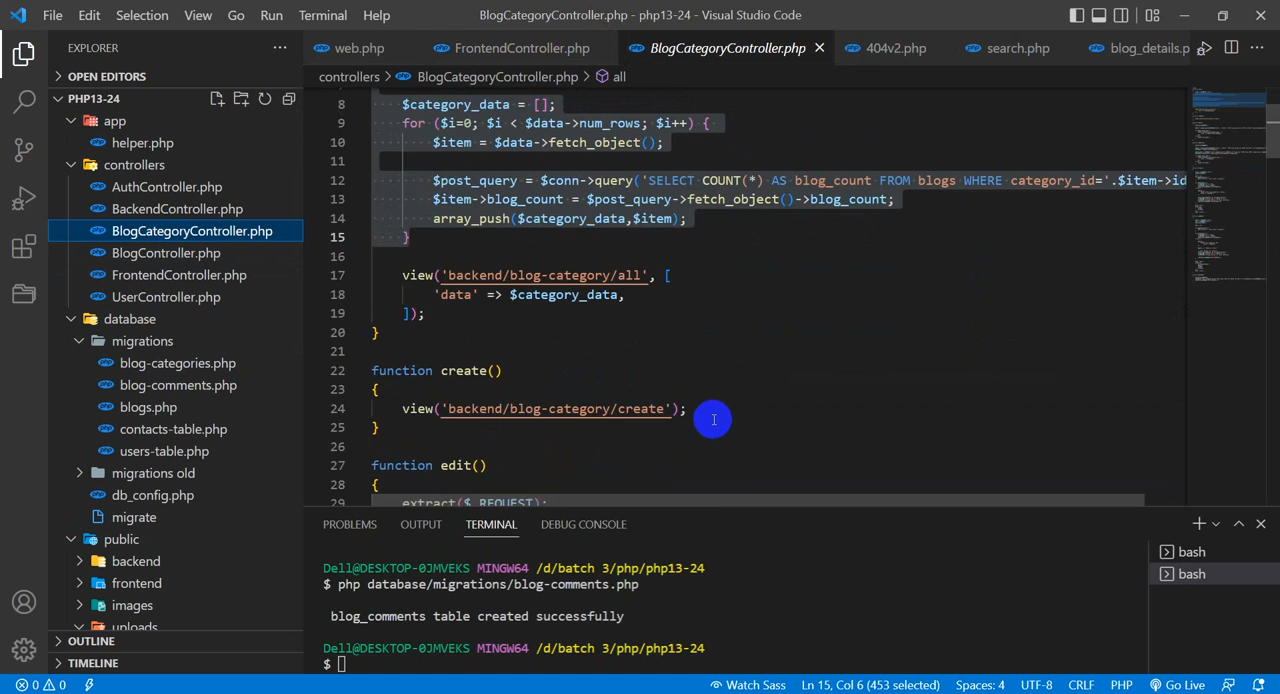 File Edit Selection View Go Run Terminal Help BlogCategoryController.php - php13-24 - Visual Studio Code
EXPLORER
web.php FrontendController.php BlogCategoryController.php 404v2.php search.php blog_details.p
OPEN EDITORS
controllers > BlogCategoryController.php > all
PHP13-24
app
helper.php
controllers
AuthController.php
BackendController.php
BlogCategoryController.php
BlogController.php
FrontendController.php
UserController.php
database
migrations
blog-categories.php
blog-comments.php
blogs.php
contacts-table.php
users-table.php
migrations old
db_config.php
migrate
public
backend
frontend
images
uploads
OUTLINE
TIMELINE
8 $category_data = [];
9 for ($i=0; $i < $data->num_rows; $i++) {
10 $item = $data->fetch_object();
11
12 $post_query = $conn->query('SELECT COUNT(*) AS blog_count FROM blogs WHERE category_id='.$item->id
13 $item->blog_count = $post_query->fetch_object()->blog_count;
14 array_push($category_data,$item);
15 }
16
17 view('backend/blog-category/all', [
18 'data' => $category_data,
19 ]);
20 }
21
22 function create()
23 {
24 view('backend/blog-category/create');
25 }
26
27 function edit()
28 {
29 extract($_REQUEST);
PROBLEMS OUTPUT TERMINAL DEBUG CONSOLE
Dell@DESKTOP-0JMVEKS MINGW64 /d/batch 3/php/php13-24
$ php database/migrations/blog-comments.php
blog_comments table created successfully
Dell@DESKTOP-0JMVEKS MINGW64 /d/batch 3/php/php13-24
$
bash
bash
0 0 Watch Sass Ln 15, Col 6 (453 selected) Spaces: 4 UTF-8 CRLF PHP Go Live